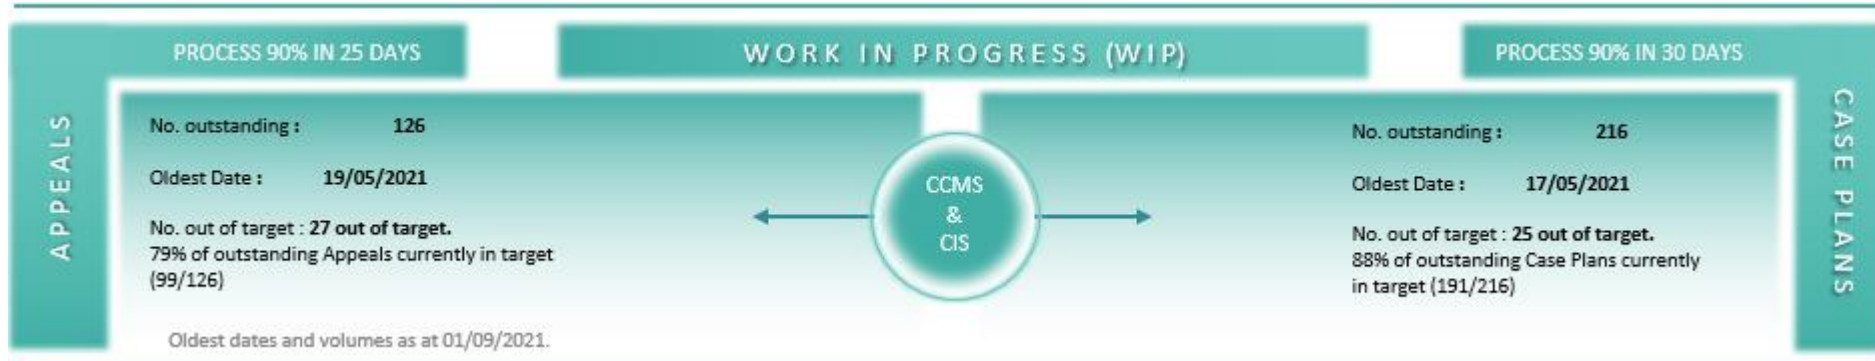 PROCESS 90% IN 25 DAYS
WORK IN PROGRESS (WIP)
PROCESS 90% IN 30 DAYS
APPEALS
No. outstanding : 126
Oldest Date : 19/05/2021
No. out of target : 27 out of target.
79% of outstanding Appeals currently in target
(99/126)
Oldest dates and volumes as at 01/09/2021.
CCMS
&
CIS
No. outstanding : 216
Oldest Date : 17/05/2021
No. out of target : 25 out of target.
88% of outstanding Case Plans currently
in target (191/216)
CASE PLANS